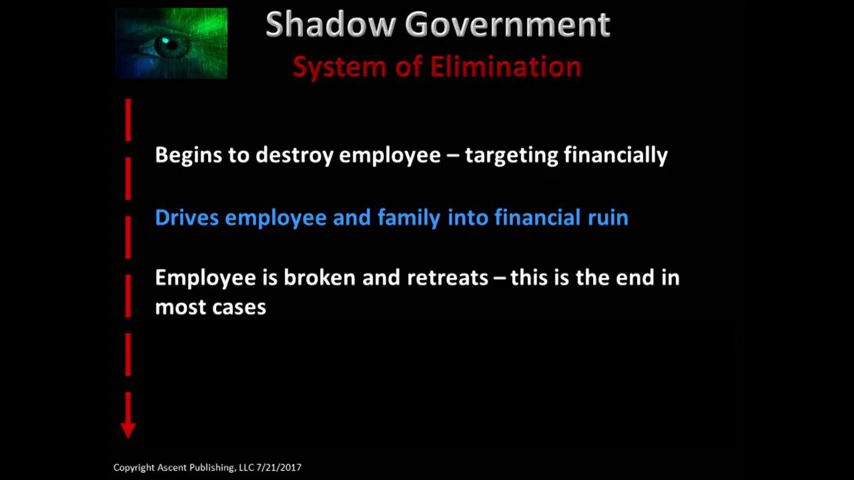 Shadow Government
System of Elimination
Begins to destroy employee – targeting financially
Drives employee and family into financial ruin
Employee is broken and retreats – this is the end in
most cases
Copyright Ascent Publishing, LLC 7/21/2017